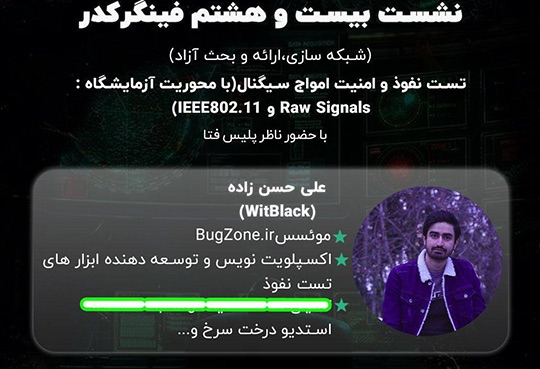 نشست بیست و هشتم فینگرکدر
(شبکه سازی،ارائه و بحث آزاد)
تست نفوذ و امنیت امواج سیگنال(با محوریت آزمایشگاه :
Raw Signals و IEEE802.11)
با حضور ناظر پلیس فتا
علی حسن زاده
(WitBlack)
موئسسBugZone.ir
اکسپلویت نویس و توسعه دهنده ابزار های
تست نفوذ
استدیو درخت سرخ و...